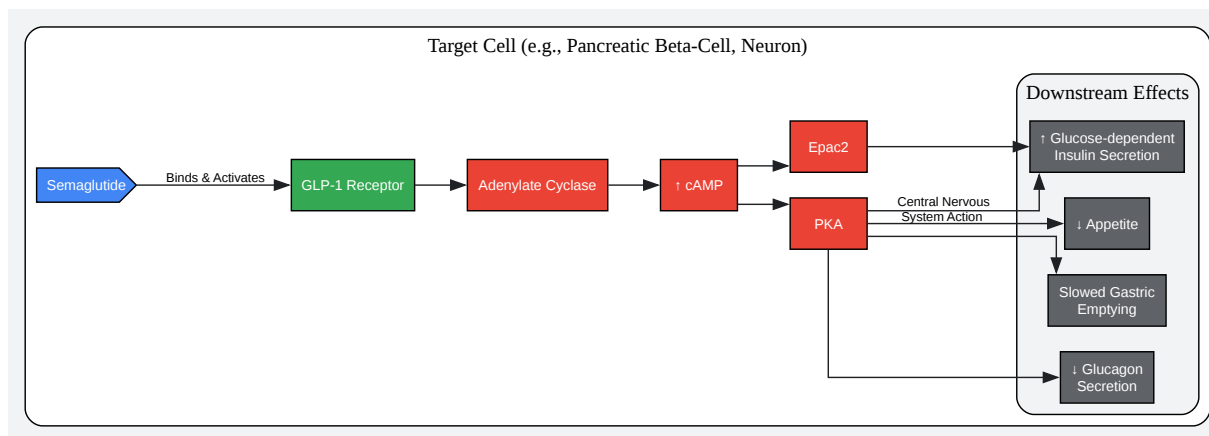 Target Cell (e.g., Pancreatic Beta-Cell, Neuron)
Downstream Effects
Semaglutide
Binds & Activates
GLP-1 Receptor
Adenylate Cyclase
↑ cAMP
Epac2
PKA
Central Nervous
System Action
↑ Glucose-dependent
Insulin Secretion
↓ Appetite
Slowed Gastric
Emptying
↓ Glucagon
Secretion